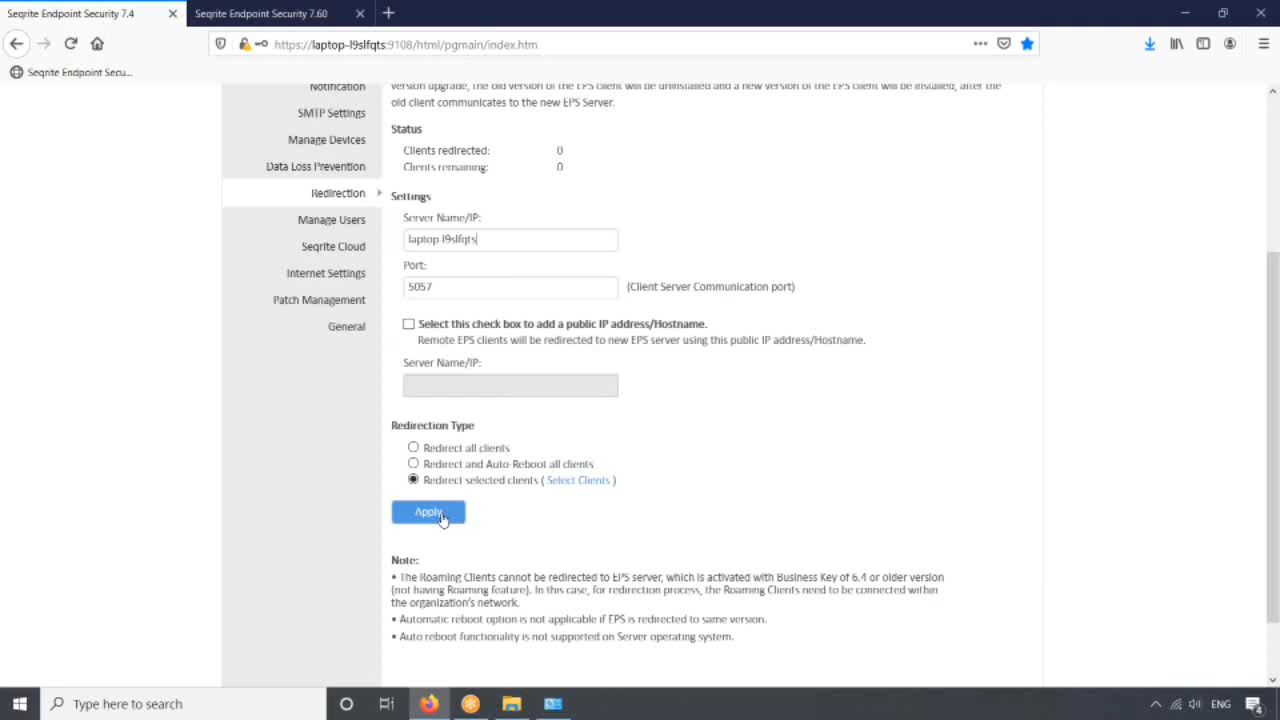 Seqrite Endpoint Security 7.4
Seqrite Endpoint Security 7.60
https://laptop-l9slfqts:9108/html/pgmain/index.htm
Seqrite Endpoint Secu...
Notification
SMTP Settings
Manage Devices
Data Loss Prevention
Redirection
Manage Users
Seqrite Cloud
Internet Settings
Patch Management
General
version upgrade, the old version of the EPS client will be uninstalled and a new version of the EPS client will be installed, after the
old client communicates to the new EPS Server.
Status
Clients redirected: 0
Clients remaining: 0
Settings
Server Name/IP:
laptop-l9slfqts
Port:
5057 (Client Server Communication port)
Select this check box to add a public IP address/Hostname.
Remote EPS clients will be redirected to new EPS server using this public IP address/Hostname.
Server Name/IP:
Redirection Type
Redirect all clients
Redirect and Auto-Reboot all clients
Redirect selected clients ( Select Clients )
Apply
Note:
• The Roaming Clients cannot be redirected to EPS server, which is activated with Business Key of 6.4 or older version
(not having Roaming feature). In this case, for redirection process, the Roaming Clients need to be connected within
the organization's network.
• Automatic reboot option is not applicable if EPS is redirected to same version.
• Auto reboot functionality is not supported on Server operating system.
Type here to search
ENG
4